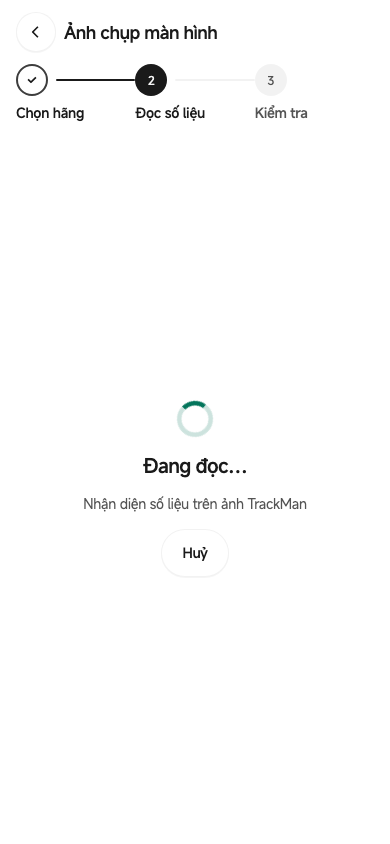 Ảnh chụp màn hình
2
3
Chọn hãng
Đọc số liệu
Kiểm tra
Đang đọc...
Nhận diện số liệu trên ảnh TrackMan
Huỷ